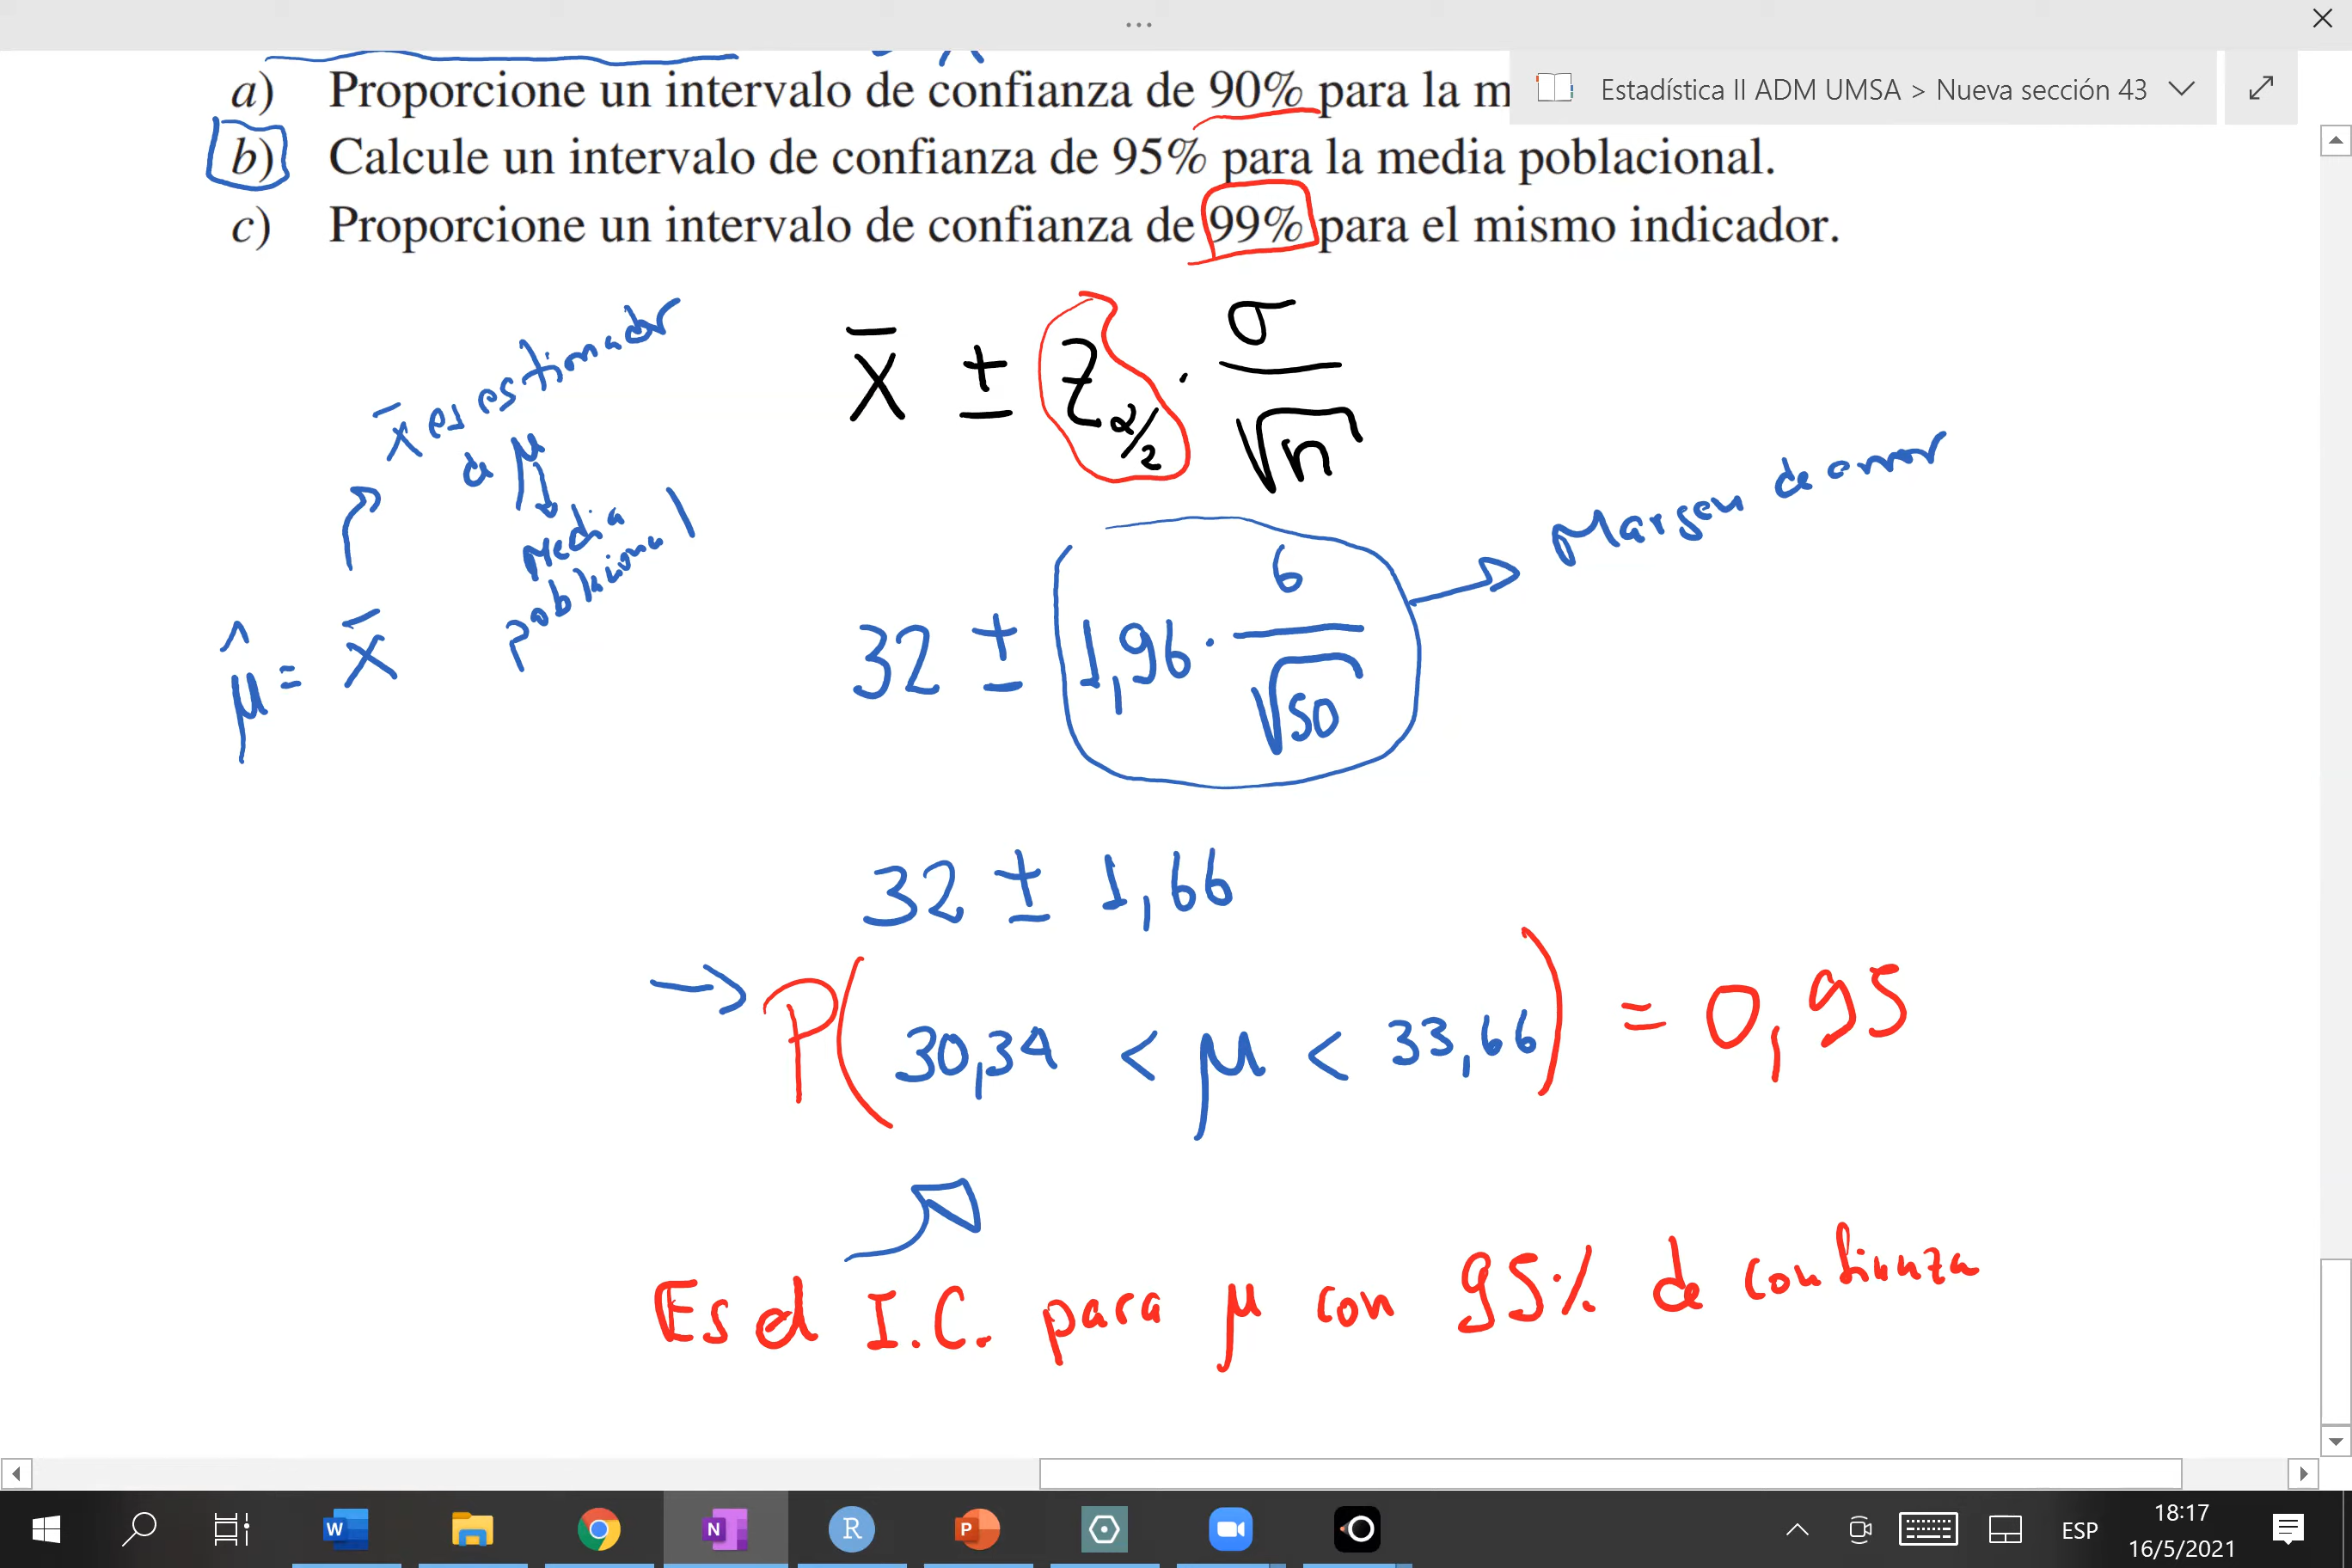 a) Proporcione un intervalo de confianza de 90% para la m
Estadística II ADM UMSA > Nueva sección 43
b) Calcule un intervalo de confianza de 95% para la media poblacional.
c) Proporcione un intervalo de confianza de 99% para el mismo indicador.
x̄ ± Z α/2 · σ/√n
x̄ es estimador
de μ
Media
poblacional
μ̂ = x̄
32 ± 1,96 · 6/√50
Margen de error
32 ± 1,66
P( 30,34 < μ < 33,66 ) = 0,95
Es el I.C. para μ con 95% de confianza
W
N
R
P
ESP
18:17
16/5/2021